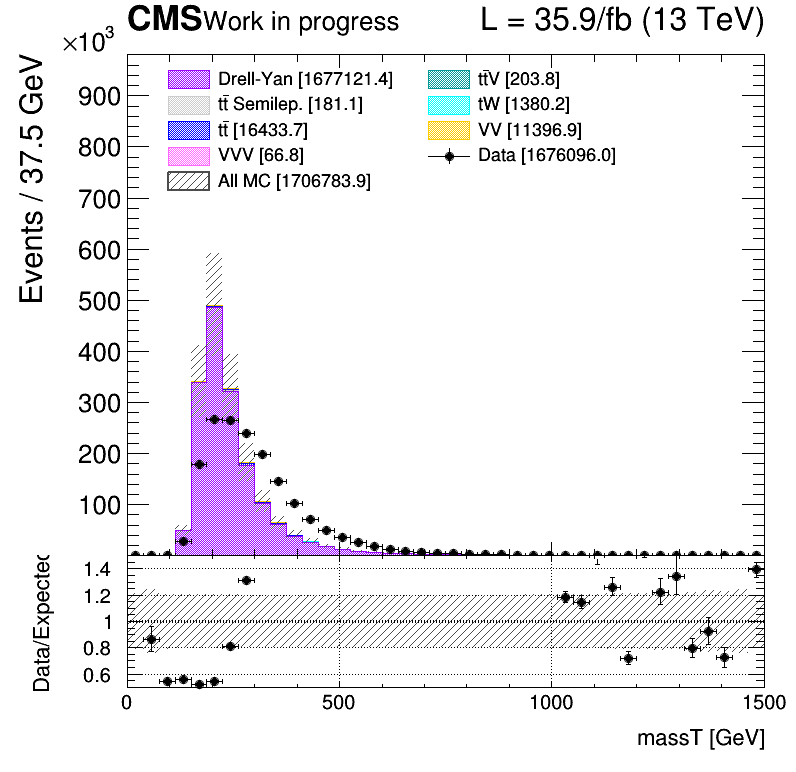 CMS Work in progress L = 35.9/fb (13 TeV)
×10³
Events / 37.5 GeV
Drell-Yan [1677121.4]
tt̄ Semilep. [181.1]
tt̄ [16433.7]
VVV [66.8]
All MC [1706783.9]
tt̄V [203.8]
tW [1380.2]
VV [11396.9]
Data [1676096.0]
900
800
700
600
500
400
300
200
100
Data/Expected
1.4
1.2
1
0.8
0.6
0 500 1000 1500
massT [GeV]